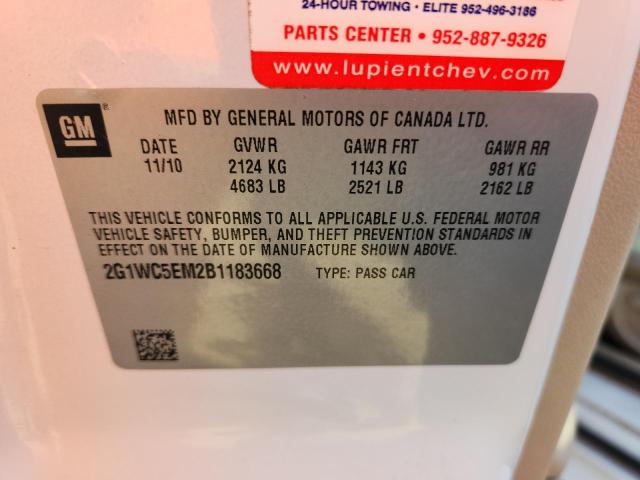 24-HOUR TOWING • ELITE 952-496-3186
PARTS CENTER • 952-887-9326
www.lupientchev.com
GM®
MFD BY GENERAL MOTORS OF CANADA LTD.
DATE GVWR GAWR FRT GAWR RR
11/10 2124 KG 1143 KG 981 KG
4683 LB 2521 LB 2162 LB
THIS VEHICLE CONFORMS TO ALL APPLICABLE U.S. FEDERAL MOTOR
VEHICLE SAFETY, BUMPER, AND THEFT PREVENTION STANDARDS IN
EFFECT ON THE DATE OF MANUFACTURE SHOWN ABOVE.
2G1WC5EM2B1183668 TYPE: PASS CAR